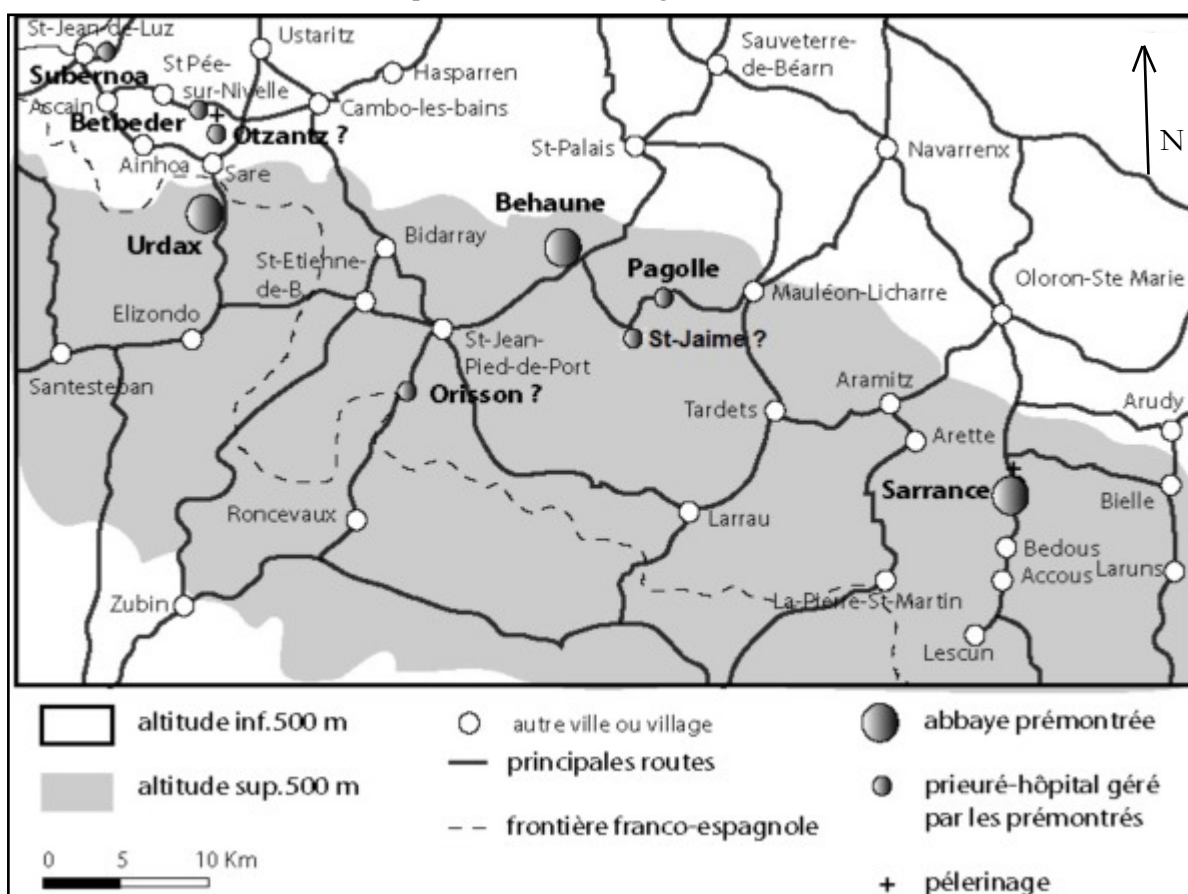 St-Jean-de-Luz
Ustaritz
Sauveterre-
de-Béarn
N
Subernoa
St Pée-
sur-Nivelle
Hasparren
Ascain
Cambo-les-bains
Betbeder
Otzantz ?
Ainhoa
Sare
St-Palais
Navarrenx
Behaune
Urdax
Bidarray
St-Etienne-
de-B.
Pagolle
Mauléon-Licharre
Oloron-Ste Marie
Elizondo
St-Jean-
Pied-de-Port
St-Jaime ?
Santesteban
Orisson ?
Aramitz
Tardets
Arudy
Arette
Sarrance
Bielle
Roncevaux
Larrau
Bedous
Accous
Laruns
Zubin
La-Pierre-St-Martin
Lescun
altitude inf.500 m
autre ville ou village
abbaye prémontrée
principales routes
altitude sup.500 m
prieuré-hôpital géré
par les prémontrés
frontière franco-espagnole
0 5 10 Km
+ pélerinage